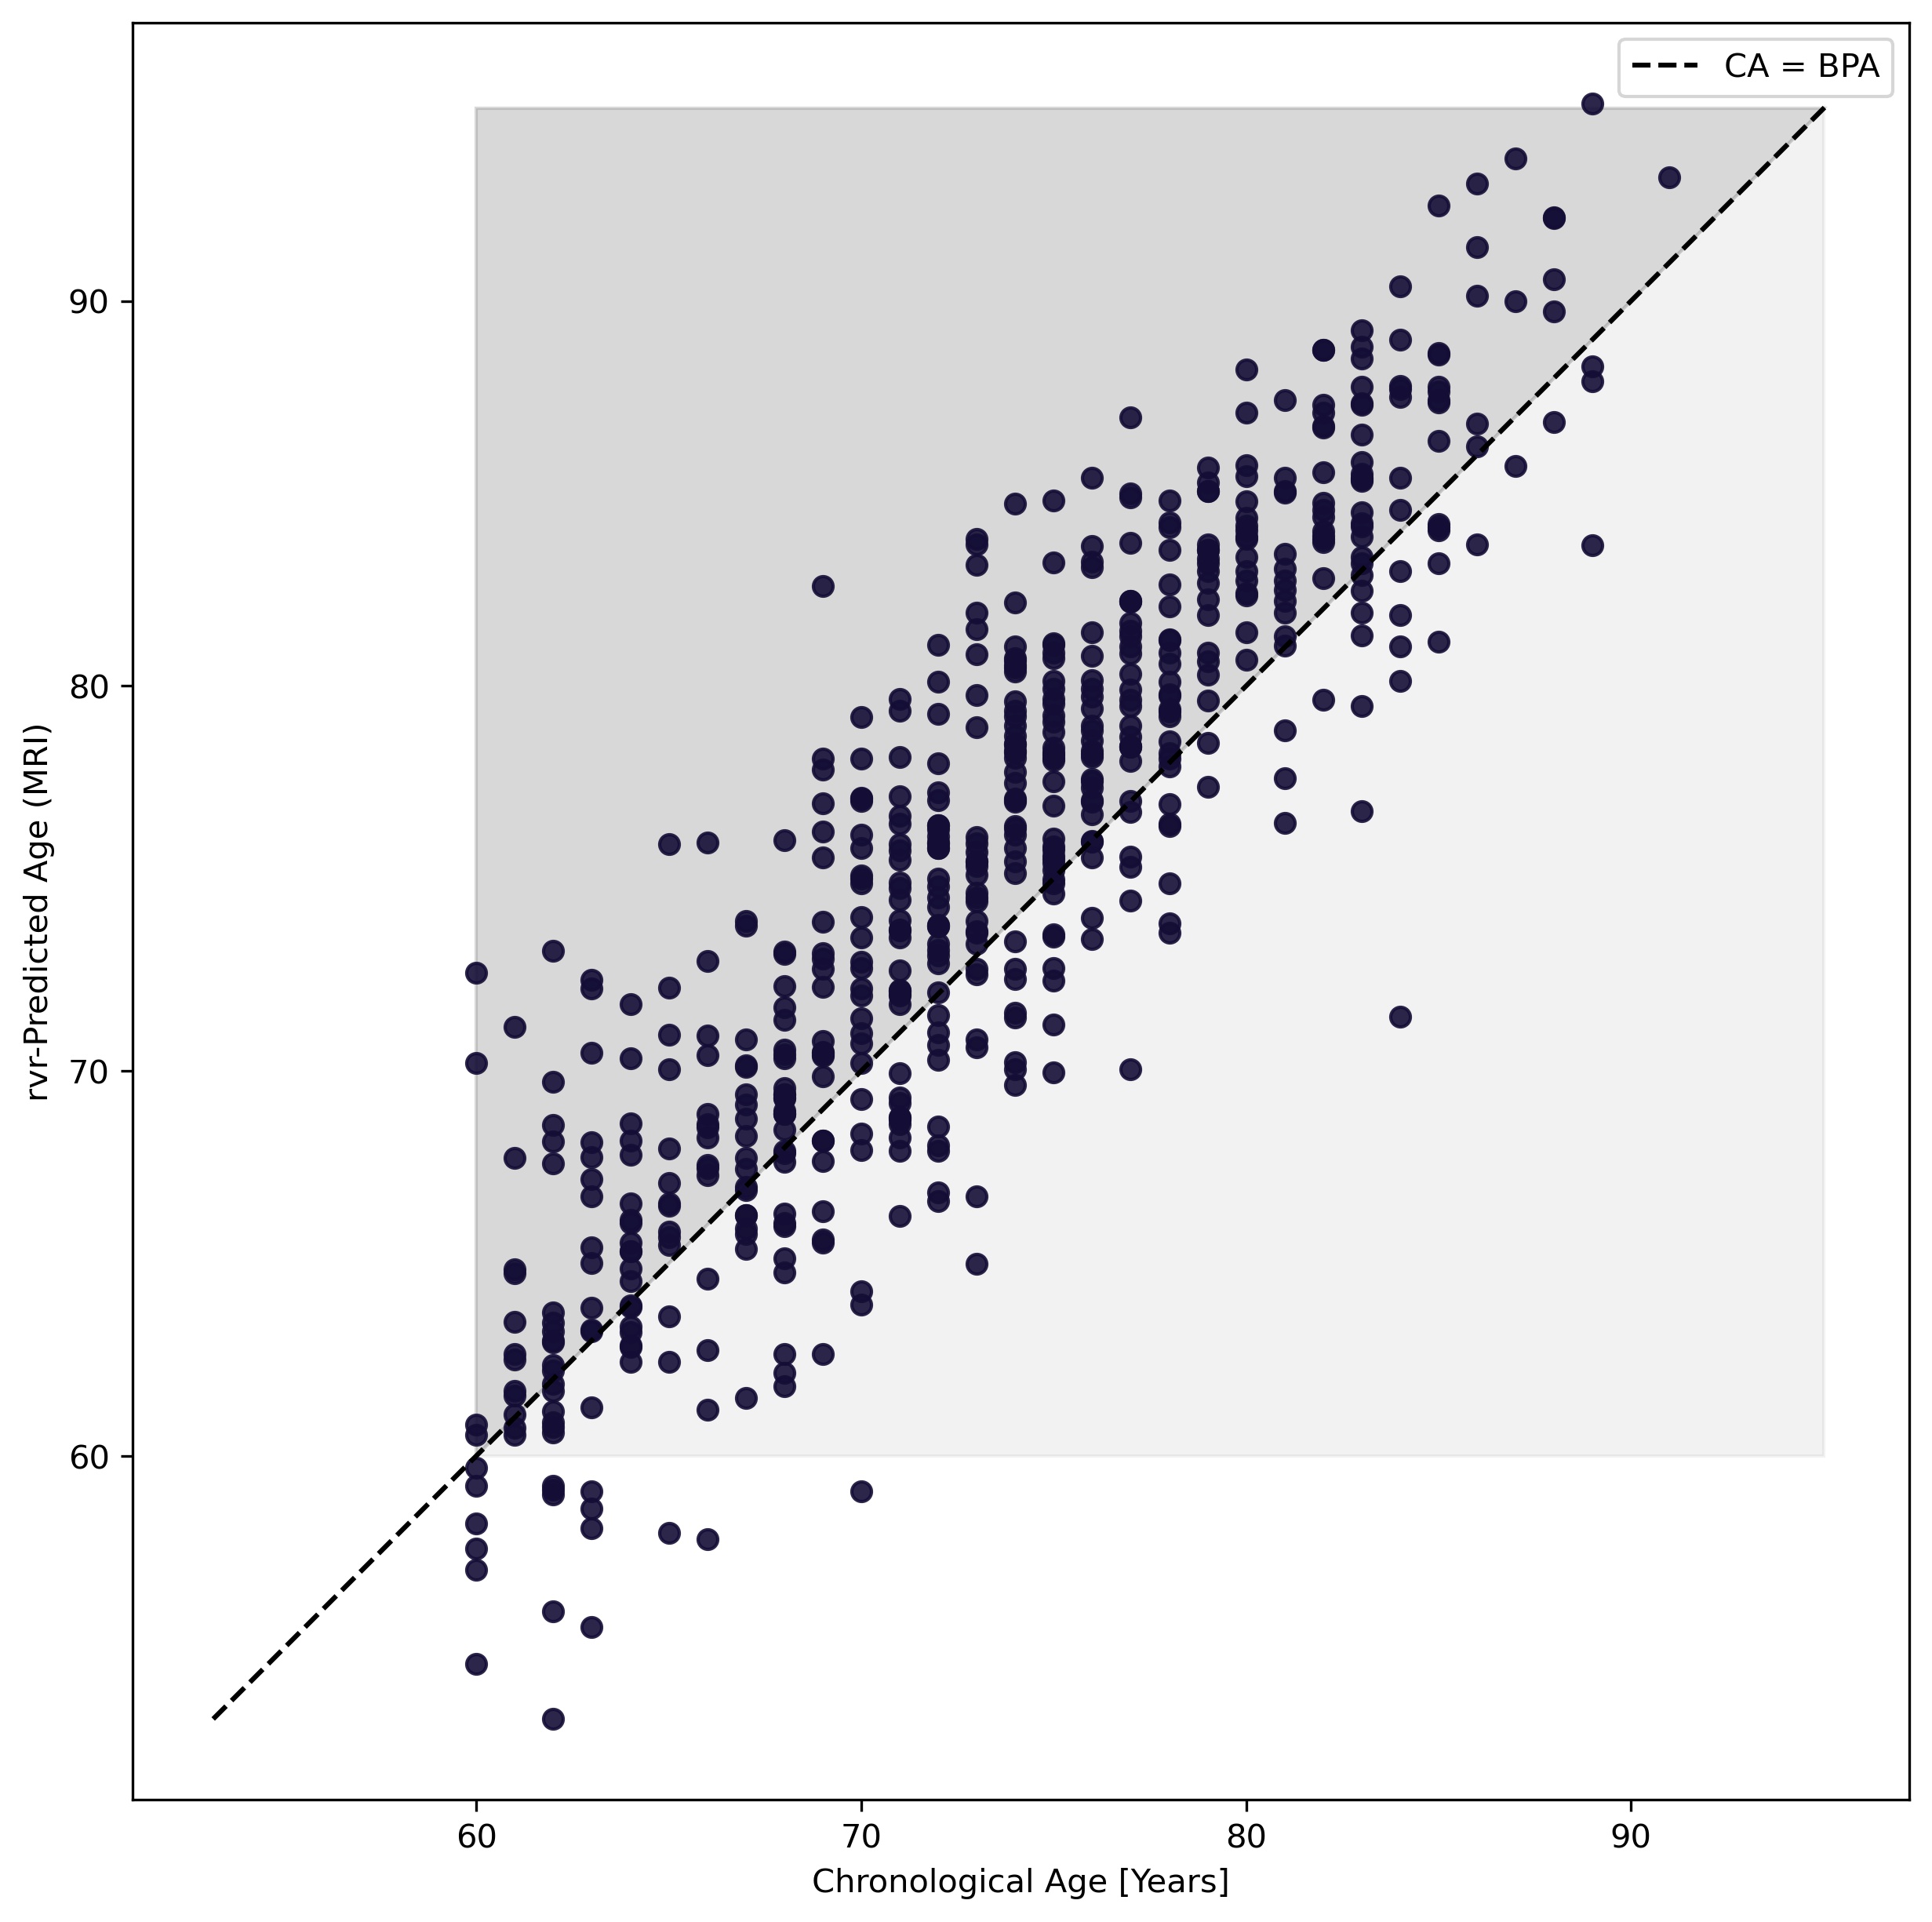 CA = BPA
90
80
70
60
rvr-Predicted Age (MRI)
60 70 80 90
Chronological Age [Years]